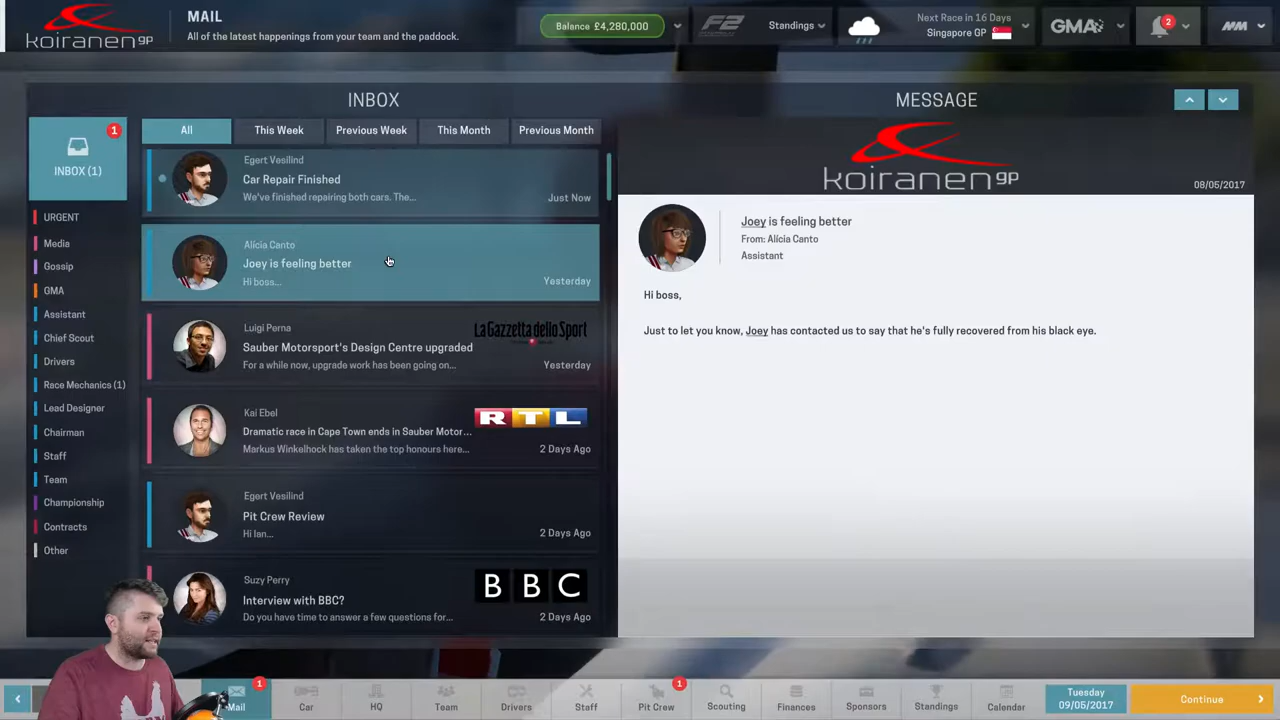 koiranen gp
MAIL
All of the latest happenings from your team and the paddock.
Balance £4,280,000
F2
Standings
Next Race in 16 Days
Singapore GP
GMA
2
INBOX
MESSAGE
1
INBOX (1)
All
This Week
Previous Week
This Month
Previous Month
URGENT
Media
Gossip
GMA
Assistant
Chief Scout
Drivers
Race Mechanics (1)
Lead Designer
Chairman
Staff
Team
Championship
Contracts
Other
Egert Vesilind
Car Repair Finished
We've finished repairing both cars. The...
Just Now
Alícia Canto
Joey is feeling better
Hi boss...
Yesterday
Luigi Perna
La Gazzetta dello Sport
Sauber Motorsport's Design Centre upgraded
For a while now, upgrade work has been going on...
Yesterday
Kai Ebel
RTL
Dramatic race in Cape Town ends in Sauber Motor...
Markus Winkelhock has taken the top honours here...
2 Days Ago
Egert Vesilind
Pit Crew Review
Hi Ian...
2 Days Ago
Suzy Perry
BBC
Interview with BBC?
Do you have time to answer a few questions for...
2 Days Ago
koiranen gp
08/05/2017
Joey is feeling better
From: Alícia Canto
Assistant
Hi boss,
Just to let you know, Joey has contacted us to say that he's fully recovered from his black eye.
Mail
1
Car
HQ
Team
Drivers
Staff
Pit Crew
1
Scouting
Finances
Sponsors
Standings
Calendar
Tuesday
09/05/2017
Continue